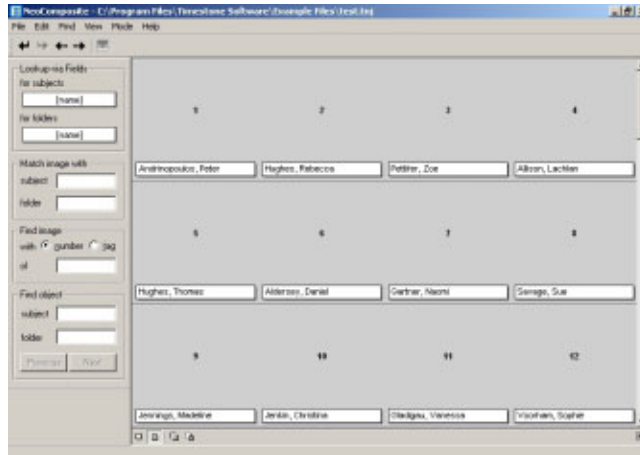 NeoComposite - C:\Program Files\Timestone Software\Example Files\test.tnj
File Edit Find View Mode Help
Lookup via Fields
for subjects
[name]
for folders
[name]
Match image with
subject
folder
Find image
with number tag
of
Find object
subject
folder
Previous Next
1 2 3 4
Andrinopoulos, Peter Hughes, Rebecca Pettifer, Zoe Allison, Lachlan
5 6 7 8
Hughes, Thomas Aldersey, Daniel Gartner, Naomi Savage, Sue
9 10 11 12
Jennings, Madeline Jenkin, Christina Gladigau, Vanessa Voorham, Sophie